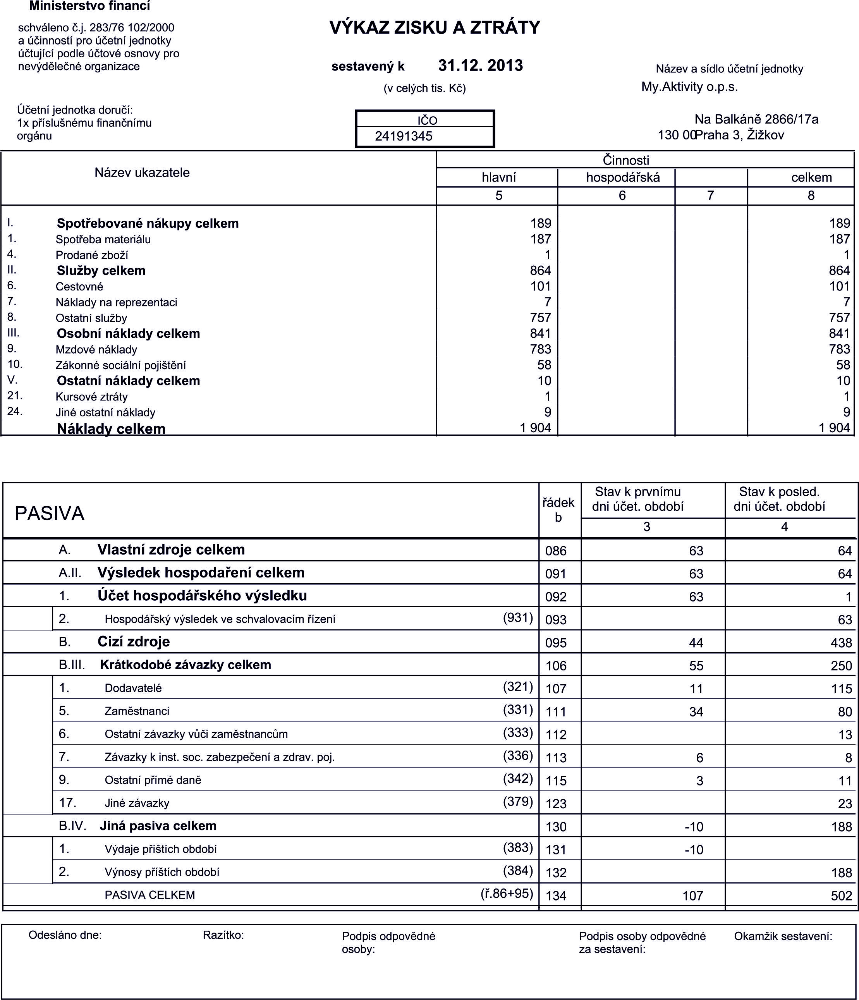 Ministerstvo financí
schváleno č.j. 283/76 102/2000
a účinností pro účetní jednotky
účtující podle účtové osnovy pro
nevýdělečné organizace
VÝKAZ ZISKU A ZTRÁTY
sestavený k 31.12. 2013
(v celých tis. Kč)
Název a sídlo účetní jednotky
My.Aktivity o.p.s.
Účetní jednotka doručí:
1x příslušnému finančnímu
orgánu
IČO
24191345
Na Balkáně 2866/17a
130 00 Praha 3, Žižkov
Název ukazatele
Činnosti
hlavní hospodářská celkem
5 6 7 8
I. Spotřebované nákupy celkem 189 189
1. Spotřeba materiálu 187 187
4. Prodané zboží 1 1
II. Služby celkem 864 864
6. Cestovné 101 101
7. Náklady na reprezentaci 7 7
8. Ostatní služby 757 757
III. Osobní náklady celkem 841 841
9. Mzdové náklady 783 783
10. Zákonné sociální pojištění 58 58
V. Ostatní náklady celkem 10 10
21. Kursové ztráty 1 1
24. Jiné ostatní náklady 9 9
Náklady celkem 1 904 1 904
PASIVA
řádek
b
Stav k prvnímu
dni účet. období
3
Stav k posled.
dni účet. období
4
A. Vlastní zdroje celkem 086 63 64
A.II. Výsledek hospodaření celkem 091 63 64
1. Účet hospodářského výsledku 092 63 1
2. Hospodářský výsledek ve schvalovacím řízení (931) 093 63
B. Cizí zdroje 095 44 438
B.III. Krátkodobé závazky celkem 106 55 250
1. Dodavatelé (321) 107 11 115
5. Zaměstnanci (331) 111 34 80
6. Ostatní závazky vůči zaměstnancům (333) 112 13
7. Závazky k inst. soc. zabezpečení a zdrav. poj. (336) 113 6 8
9. Ostatní přímé daně (342) 115 3 11
17. Jiné závazky (379) 123 23
B.IV. Jiná pasiva celkem 130 -10 188
1. Výdaje příštích období (383) 131 -10
2. Výnosy příštích období (384) 132 188
PASIVA CELKEM (ř.86+95) 134 107 502
Odesláno dne:
Razítko:
Podpis odpovědné
osoby:
Podpis osoby odpovědné
za sestavení:
Okamžik sestavení: